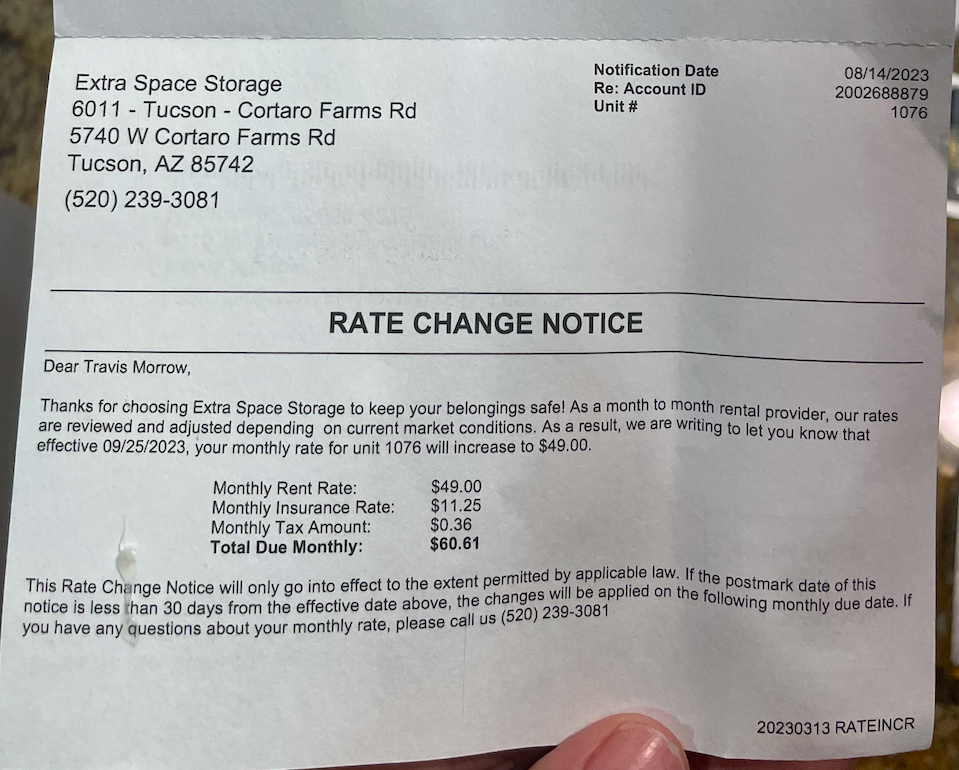 Extra Space Storage
6011 - Tucson - Cortaro Farms Rd
5740 W Cortaro Farms Rd
Tucson, AZ 85742
(520) 239-3081
Notification Date 08/14/2023
Re: Account ID 2002688879
Unit # 1076
RATE CHANGE NOTICE
Dear Travis Morrow,
Thanks for choosing Extra Space Storage to keep your belongings safe! As a month to month rental provider, our rates
are reviewed and adjusted depending on current market conditions. As a result, we are writing to let you know that
effective 09/25/2023, your monthly rate for unit 1076 will increase to $49.00.
Monthly Rent Rate: $49.00
Monthly Insurance Rate: $11.25
Monthly Tax Amount: $0.36
Total Due Monthly: $60.61
This Rate Change Notice will only go into effect to the extent permitted by applicable law. If the postmark date of this
notice is less than 30 days from the effective date above, the changes will be applied on the following monthly due date. If
you have any questions about your monthly rate, please call us (520) 239-3081
20230313 RATEINCR